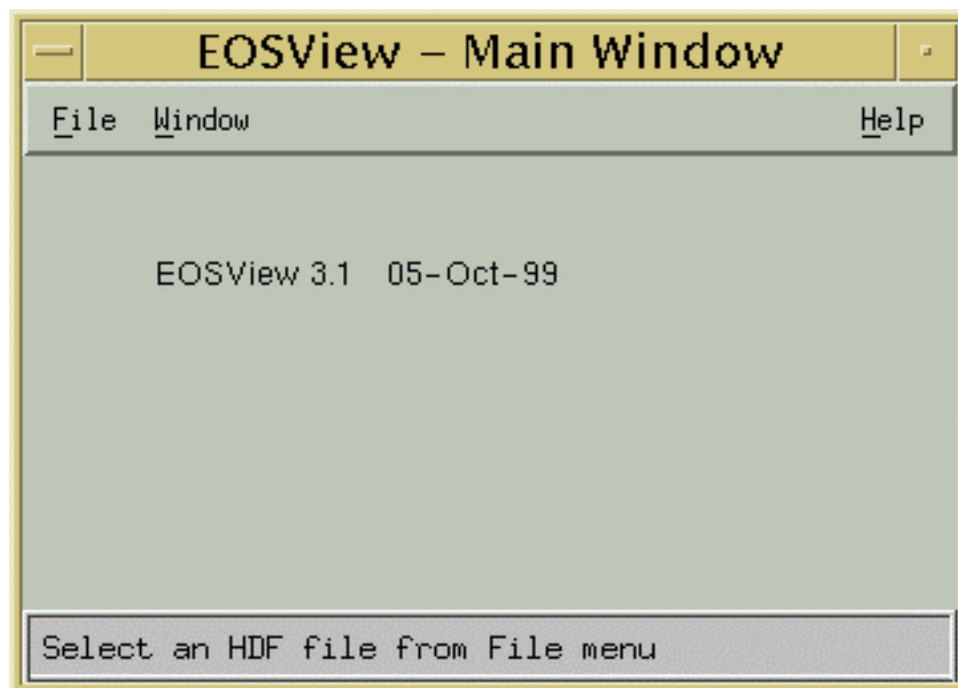 EOSView – Main Window
File Window Help
EOSView 3.1 05-Oct-99
Select an HDF file from File menu